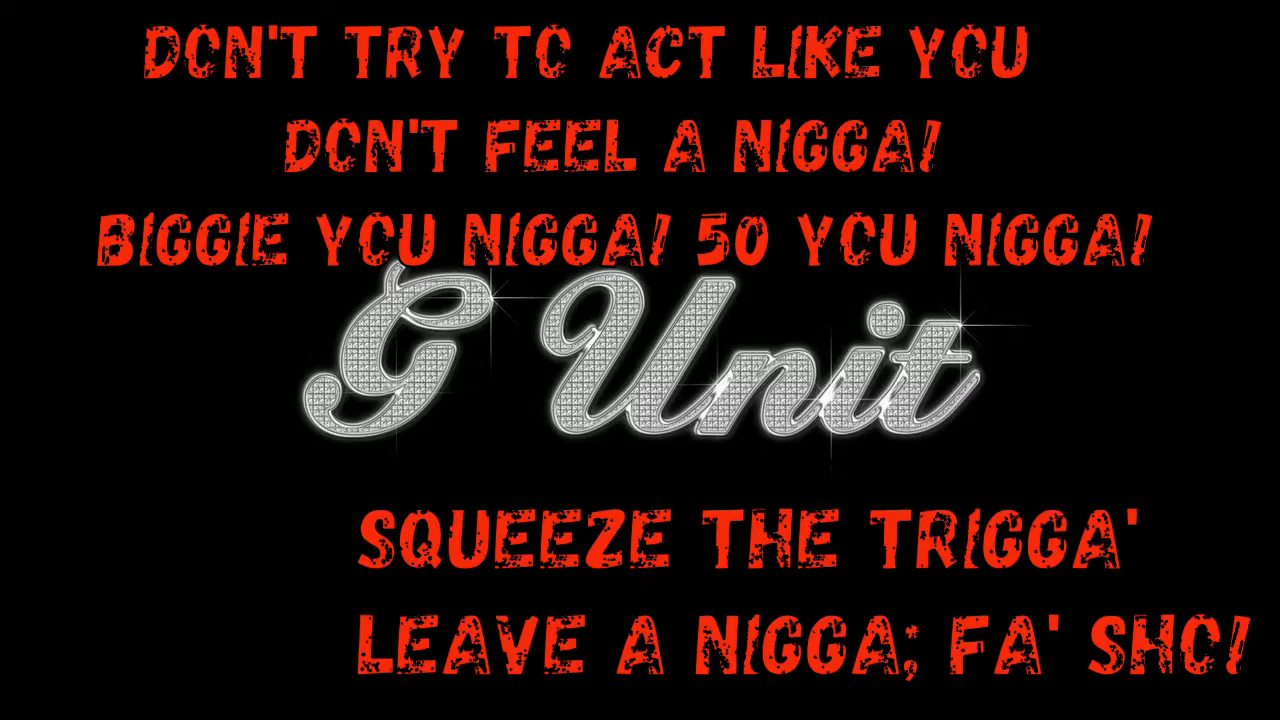 DON'T TRY TO ACT LIKE YOU
DON'T FEEL A NIGGA!
BIGGIE YOU NIGGA! 50 YOU NIGGA!
G Unit
SQUEEZE THE TRIGGA'
LEAVE A NIGGA; FA' SHO!